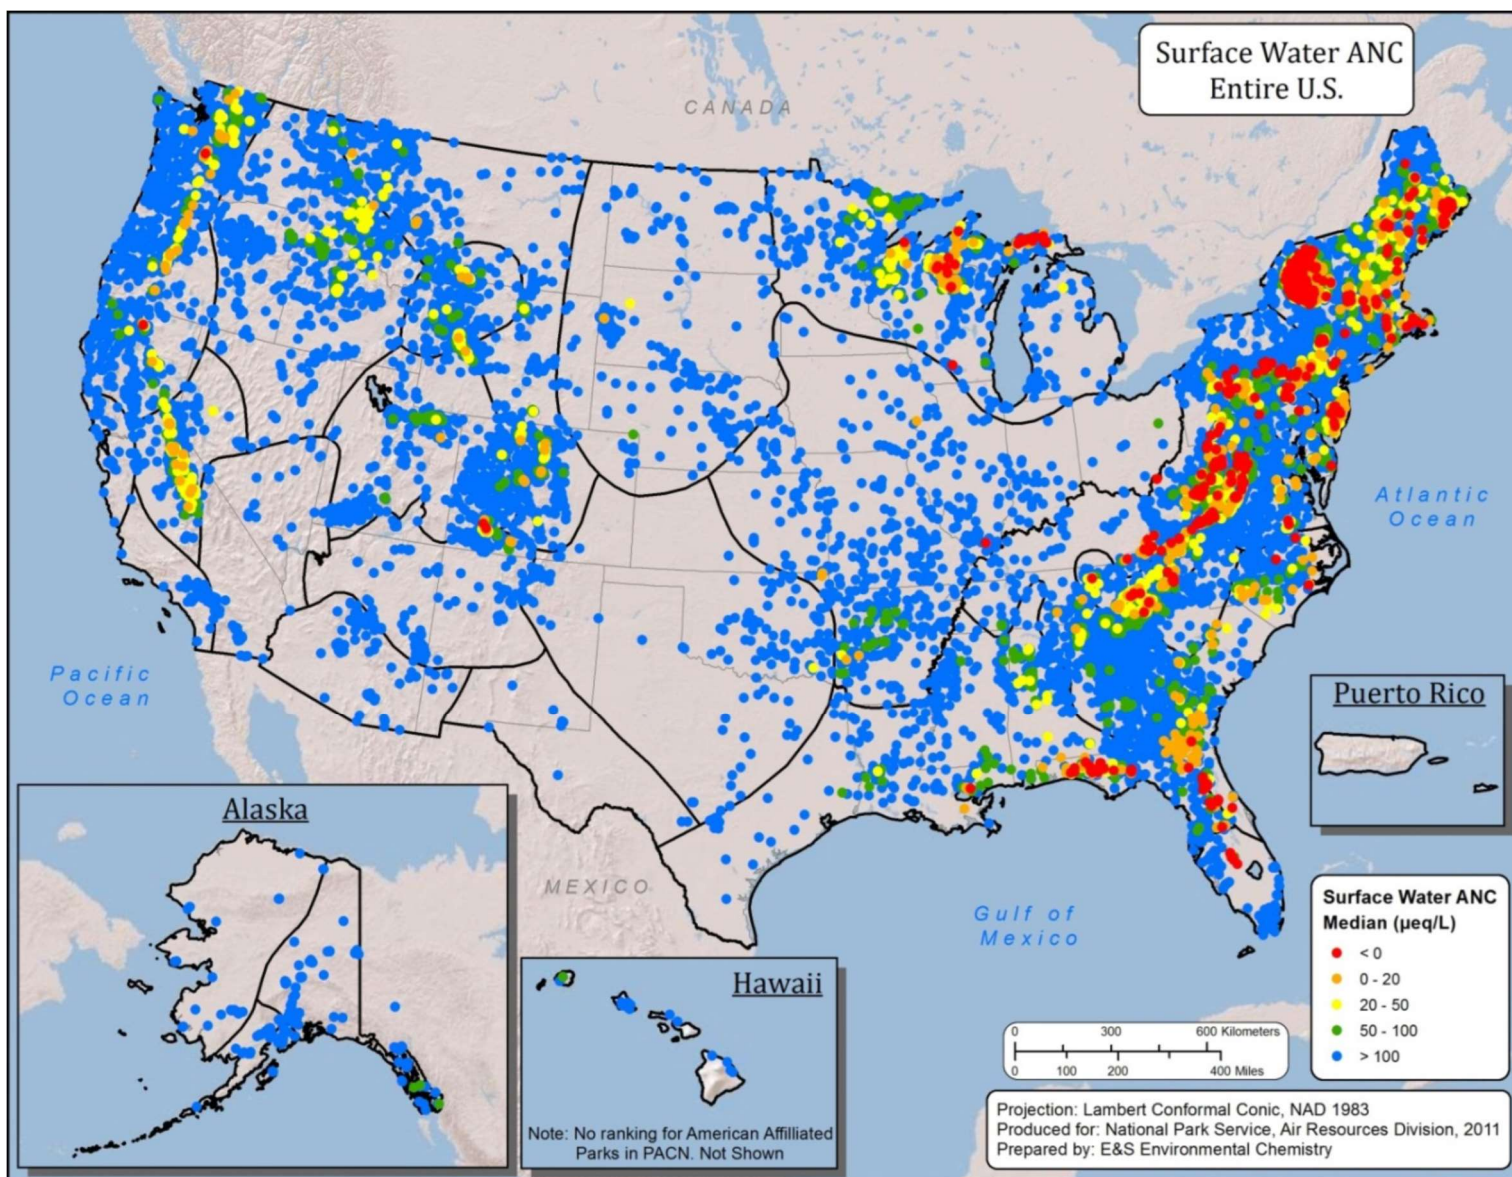 Surface Water ANC
Entire U.S.
CANADA
Atlantic
Ocean
Pacific
Ocean
Puerto Rico
Alaska
MEXICO
Gulf of
Mexico
Surface Water ANC
Median (µeq/L)
< 0
0 - 20
20 - 50
50 - 100
> 100
Hawaii
Note: No ranking for American Affilliated
Parks in PACN. Not Shown
0 300 600 Kilometers
0 100 200 400 Miles
Projection: Lambert Conformal Conic, NAD 1983
Produced for: National Park Service, Air Resources Division, 2011
Prepared by: E&S Environmental Chemistry